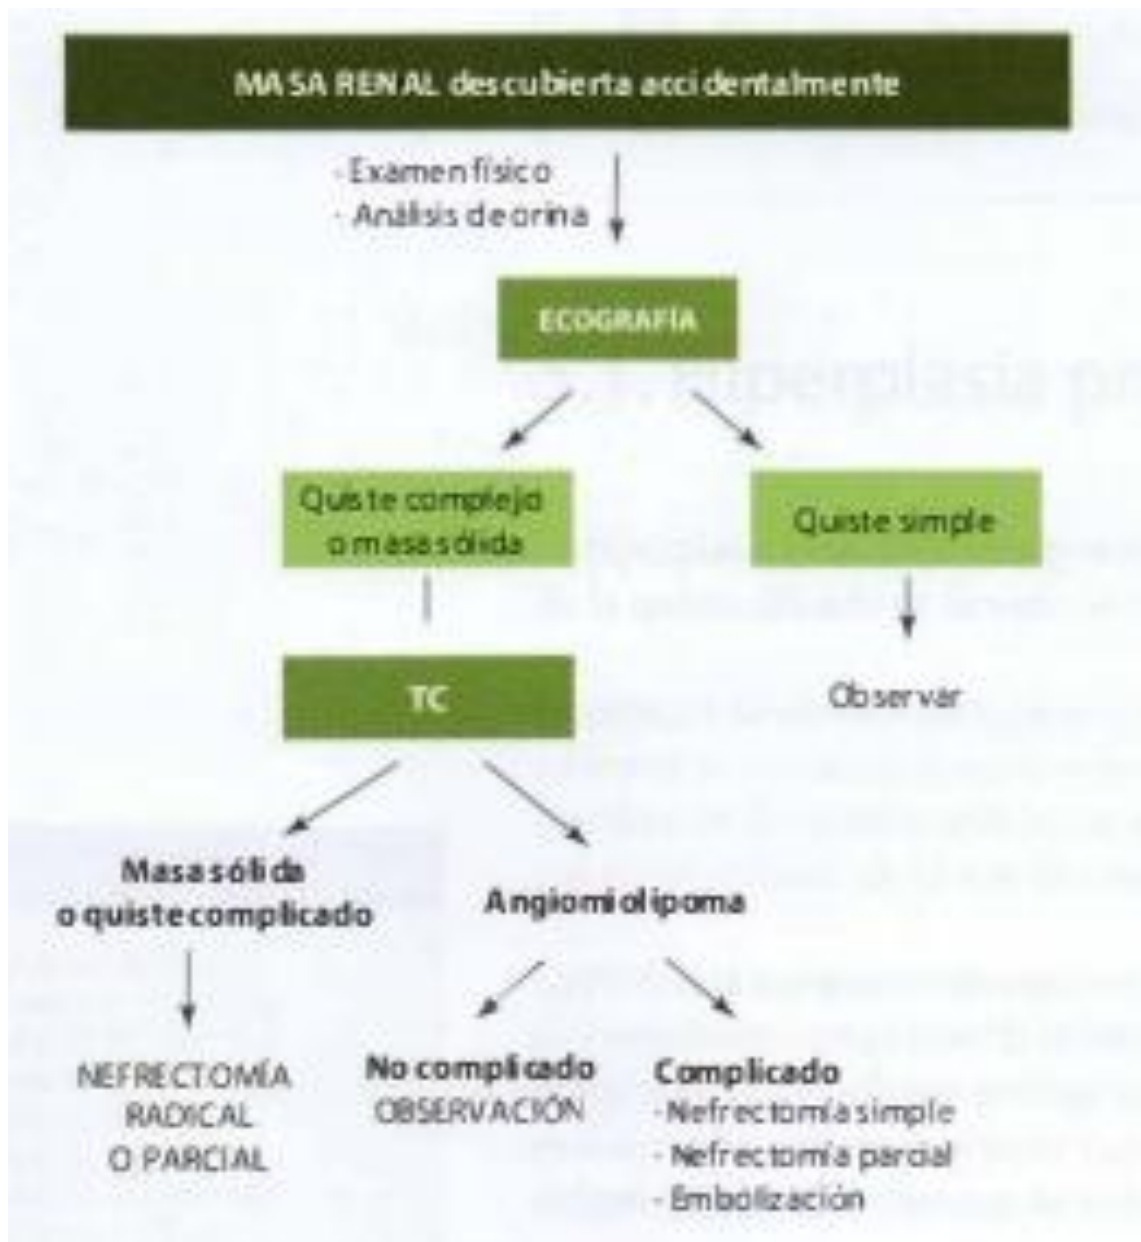 MASA RENAL descubierta accidentalmente
- Examen físico
- Análisis de orina
ECOGRAFÍA
Quiste complejo
o masa sólida
Quiste simple
TC
Observar
Masa sólida
o quiste complicado
Angiomiolipoma
NEFRECTOMÍA
RADICAL
O PARCIAL
No complicado
OBSERVACIÓN
Complicado
- Nefrectomía simple
- Nefrectomía parcial
- Embolización